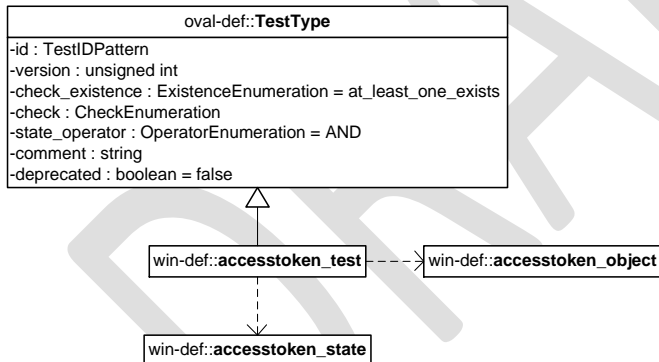 oval-def::TestType
-id : TestIDPattern
-version : unsigned int
-check_existence : ExistenceEnumeration = at_least_one_exists
-check : CheckEnumeration
-state_operator : OperatorEnumeration = AND
-comment : string
-deprecated : boolean = false
win-def::accesstoken_test
win-def::accesstoken_object
win-def::accesstoken_state